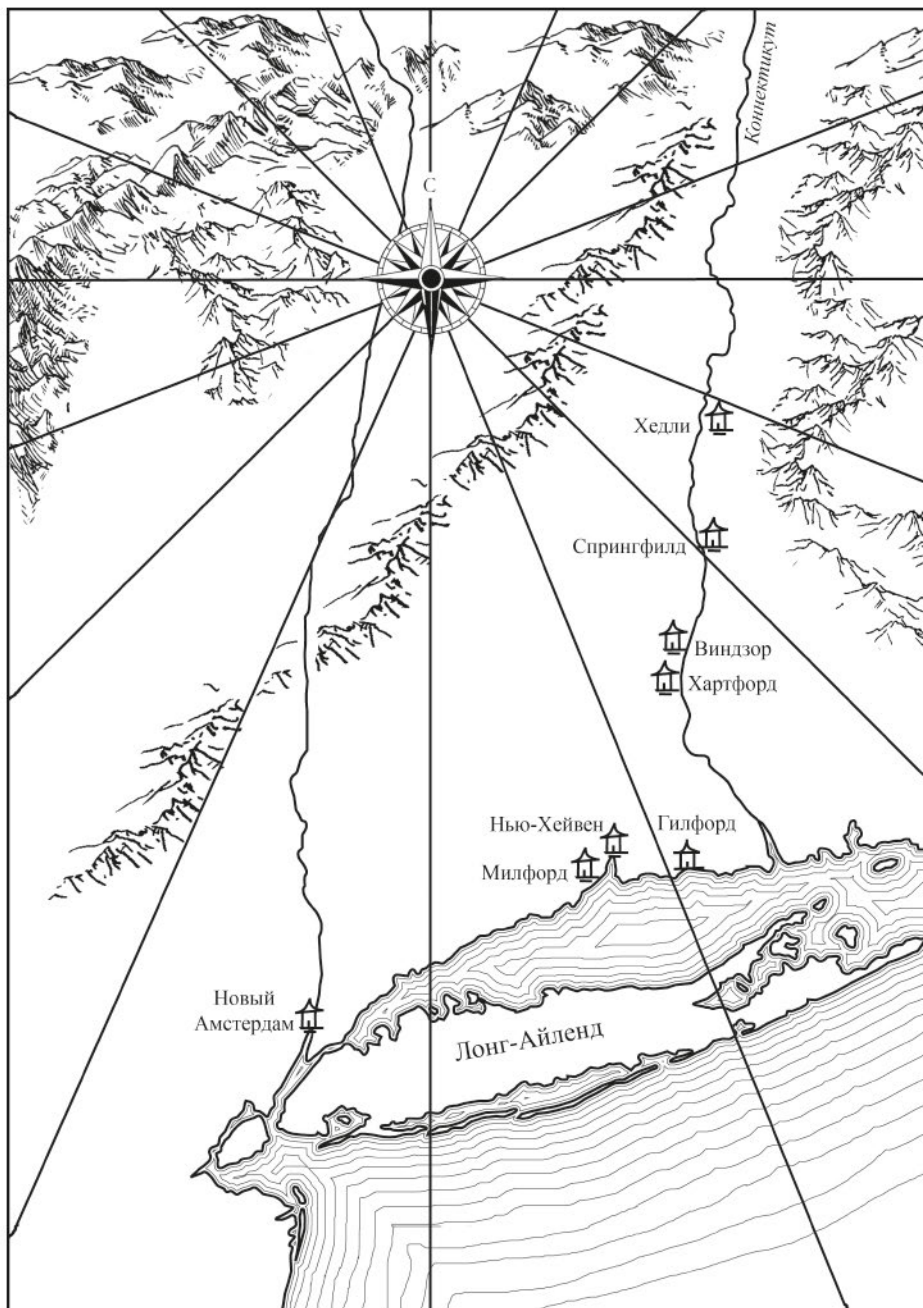 Коннектикут
С
Хедли
Спрингфилд
Виндзор
Хартфорд
Нью-Хейвен
Гилфорд
Милфорд
Новый
Амстердам
Лонг-Айленд